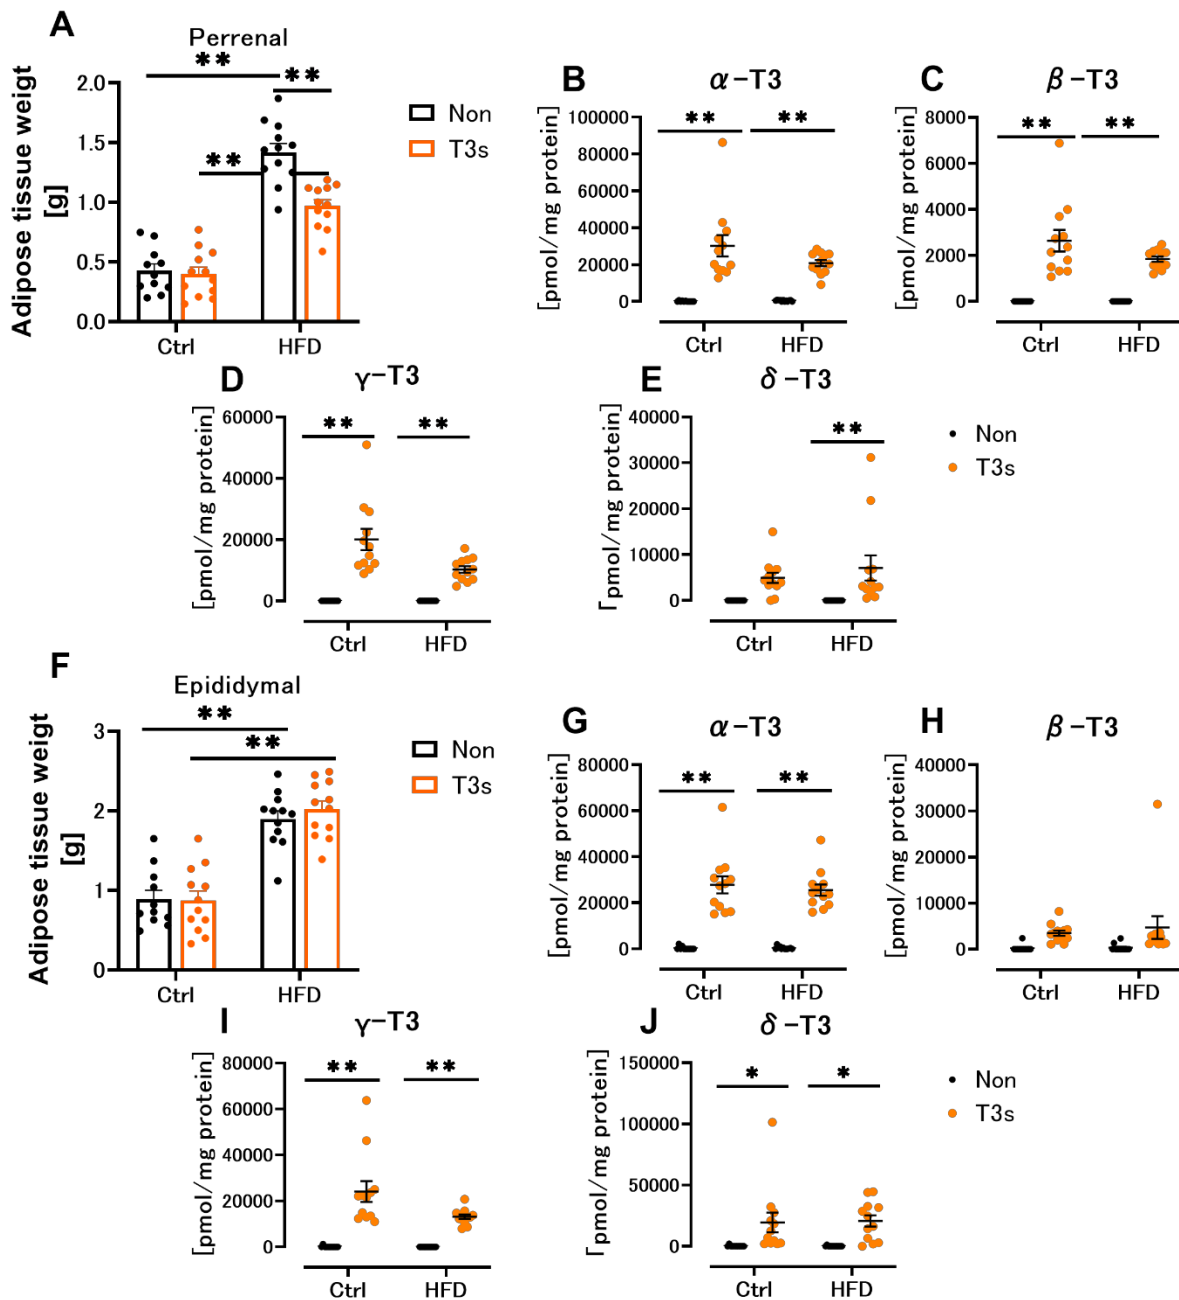 A
Perrenal
**
**
**
Adipose tissue weigt
[g]
2.0
1.5
1.0
0.5
0.0
Ctrl
HFD
Non
T3s
B
α-T3
**
**
[pmol/mg protein]
100000
80000
60000
40000
20000
0
Ctrl
HFD
C
β-T3
**
**
[pmol/mg protein]
8000
6000
4000
2000
0
Ctrl
HFD
D
γ-T3
**
**
[pmol/mg protein]
60000
40000
20000
0
Ctrl
HFD
E
δ-T3
**
⎡pmol/mg protein]
40000
30000
20000
10000
0
Ctrl
HFD
Non
T3s
F
Epididymal
**
**
Adipose tissue weigt
[g]
3
2
1
0
Ctrl
HFD
Non
T3s
G
α-T3
**
**
[pmol/mg protein]
80000
60000
40000
20000
0
Ctrl
HFD
H
β-T3
[pmol/mg protein]
40000
30000
20000
10000
0
Ctrl
HFD
I
γ-T3
**
**
[pmol/mg protein]
80000
60000
40000
20000
0
Ctrl
HFD
J
δ-T3
*
*
⎡pmol/mg protein]
150000
100000
50000
0
Ctrl
HFD
Non
T3s